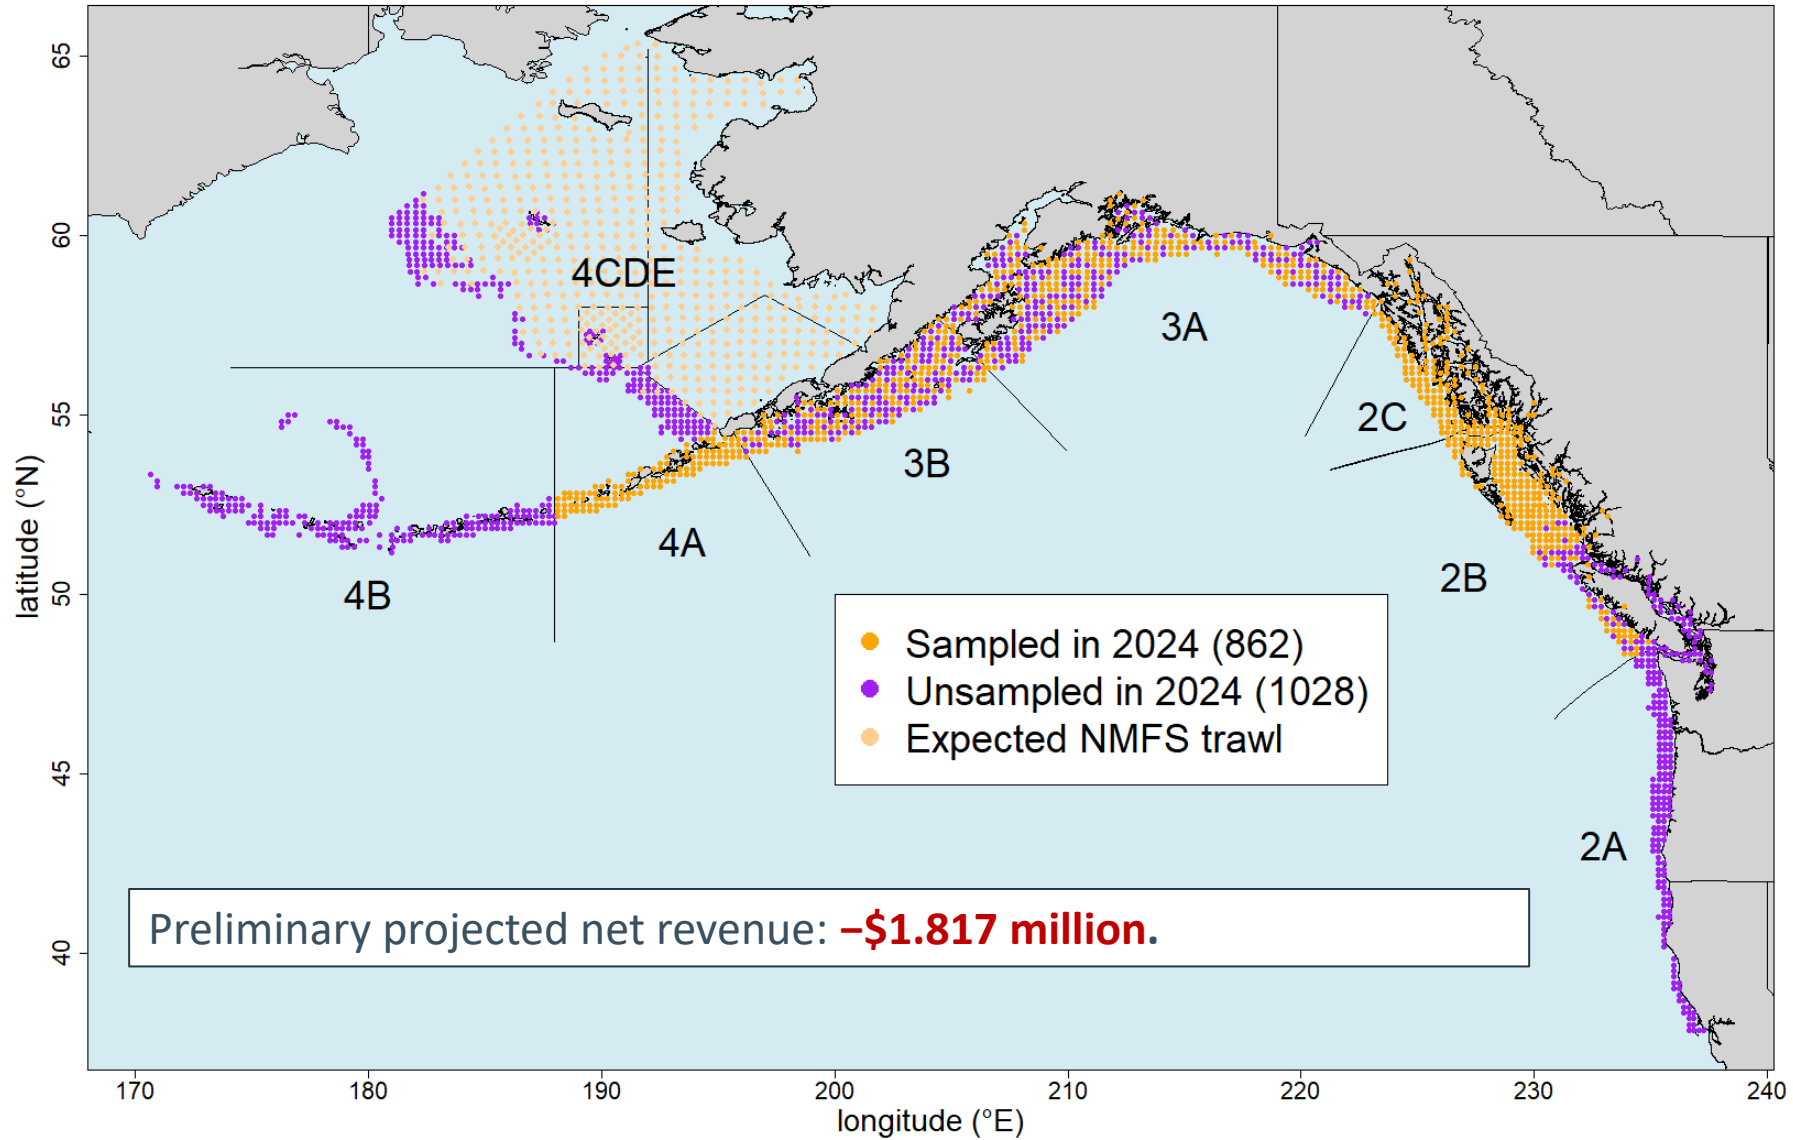 65
60
55
50
45
40
latitude (°N)
4CDE
3A
2C
3B
4A
2B
4B
Sampled in 2024 (862)
Unsampled in 2024 (1028)
Expected NMFS trawl
2A
Preliminary projected net revenue: −$1.817 million.
170 180 190 200 210 220 230 240
longitude (°E)